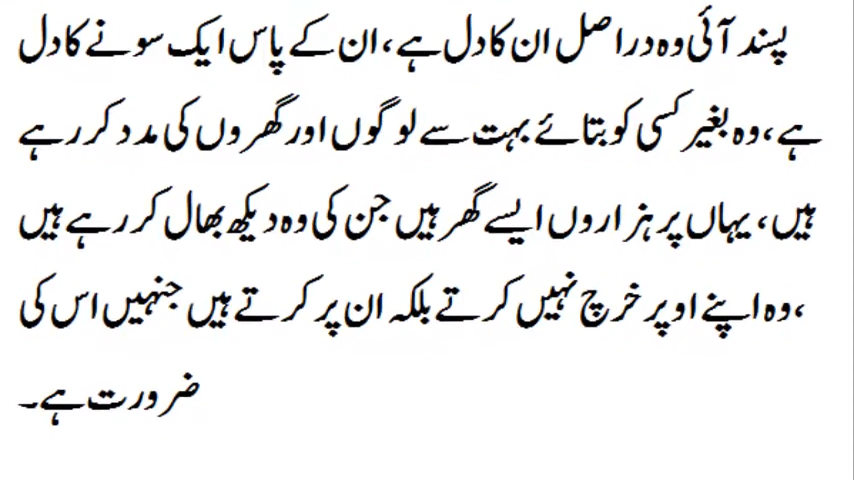 پسند آئی وہ دراصل ان کا دل ہے، ان کے پاس ایک سونے کا دل
ہے، وہ بغیر کسی کو بتائے بہت سے لوگوں اور گھروں کی مدد کر رہے
ہیں، یہاں پر ہزاروں ایسے گھر ہیں جن کی وہ دیکھ بھال کر رہے ہیں
،وہ اپنے اوپر خرچ نہیں کرتے بلکہ ان پر کرتے ہیں جنہیں اس کی
ضرورت ہے۔